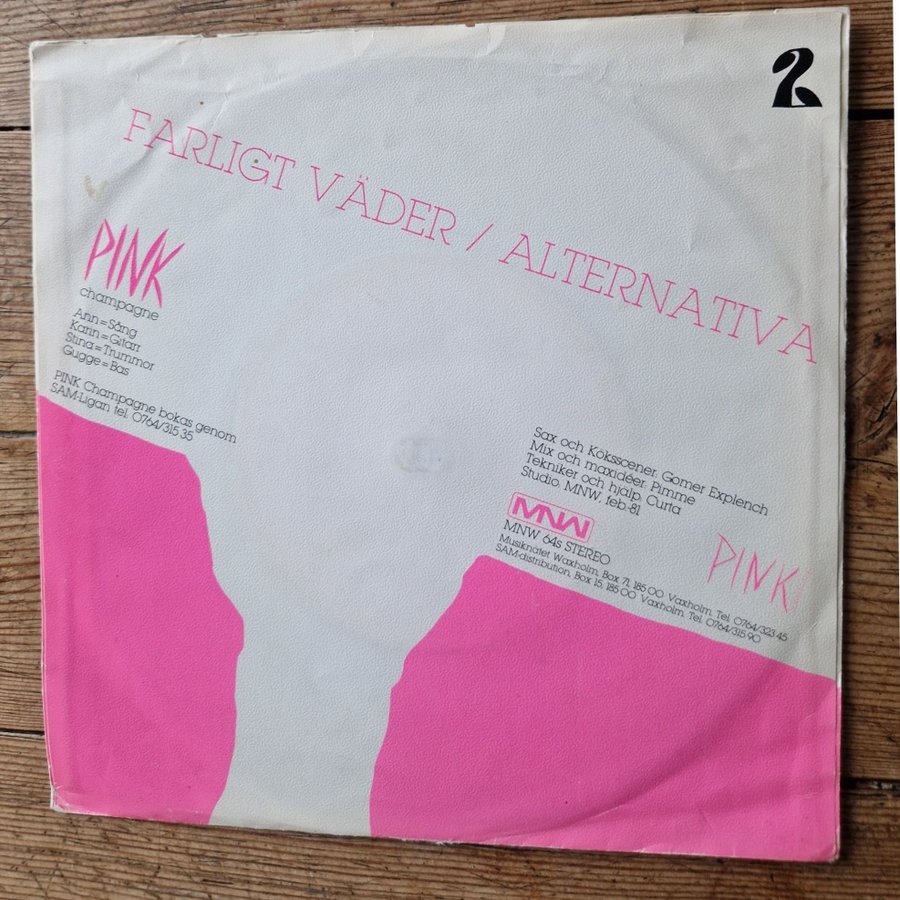 FARLIGT VÄDER / ALTERNATIVA
PINK
champagne
Ann=Sång
Karin=Gitarr
Stina=Trummor
Gugge=Bas
PINK Champagne bokas genom
SAM-Ligan tel. 0764/315 35
Sax och Köksscener, Gomer Explench
Mix och maxidéer, Pimme
Tekniker och hjälp, Curta
Studio, MNW, feb.-81
MNW
MNW 64s STEREO
Musiknätet Waxholm, Box 71, 185 00 Vaxholm, Tel. 0764/323 45
SAM-distribution, Box 15, 185 00 Vaxholm, Tel. 0764/315 90
PINK